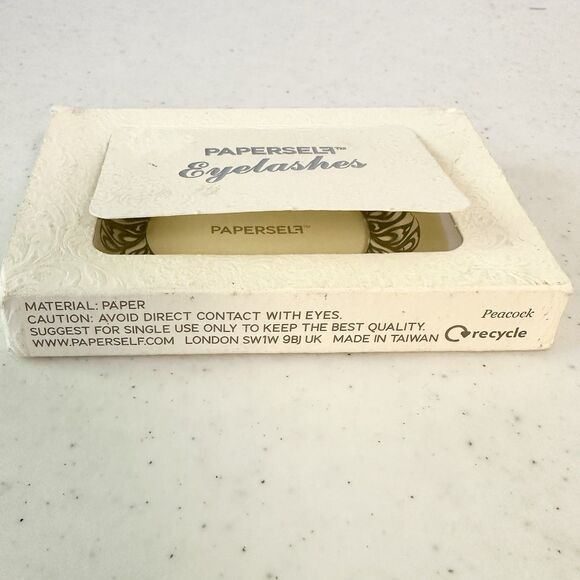 PAPERSELF™
Eyelashes
PAPERSELF™
MATERIAL: PAPER
CAUTION: AVOID DIRECT CONTACT WITH EYES.
SUGGEST FOR SINGLE USE ONLY TO KEEP THE BEST QUALITY.
WWW.PAPERSELF.COM LONDON SW1W 9BJ UK MADE IN TAIWAN
Peacock
recycle